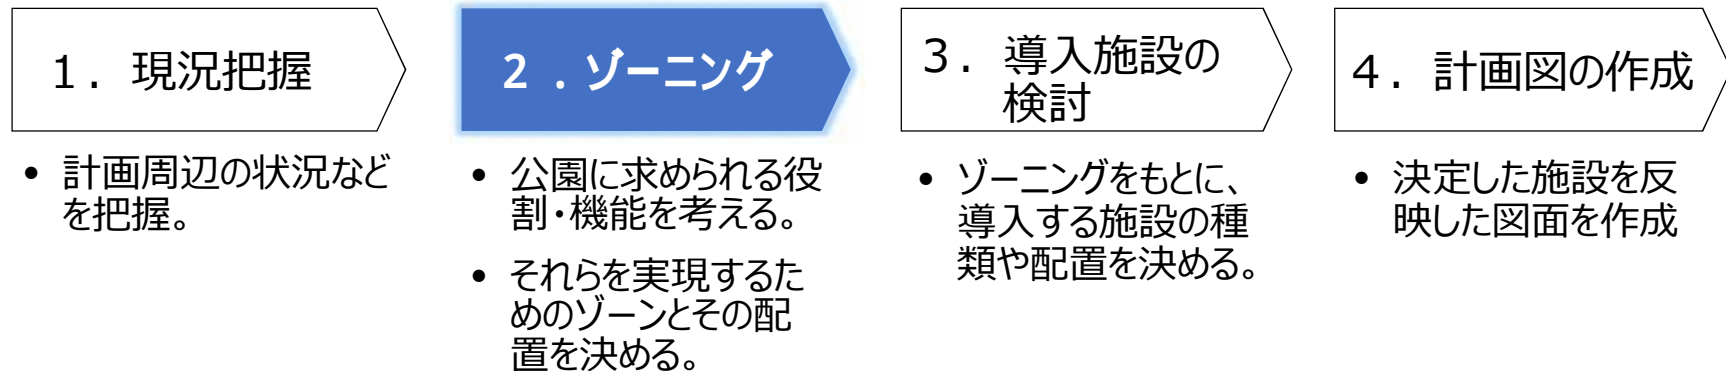 １．現況把握
• 計画周辺の状況など
を把握。
２．ゾーニング
• 公園に求められる役
割・機能を考える。
• それらを実現するた
めのゾーンとその配
置を決める。
３．導入施設の
検討
• ゾーニングをもとに、
導入する施設の種
類や配置を決める。
４．計画図の作成
• 決定した施設を反
映した図面を作成